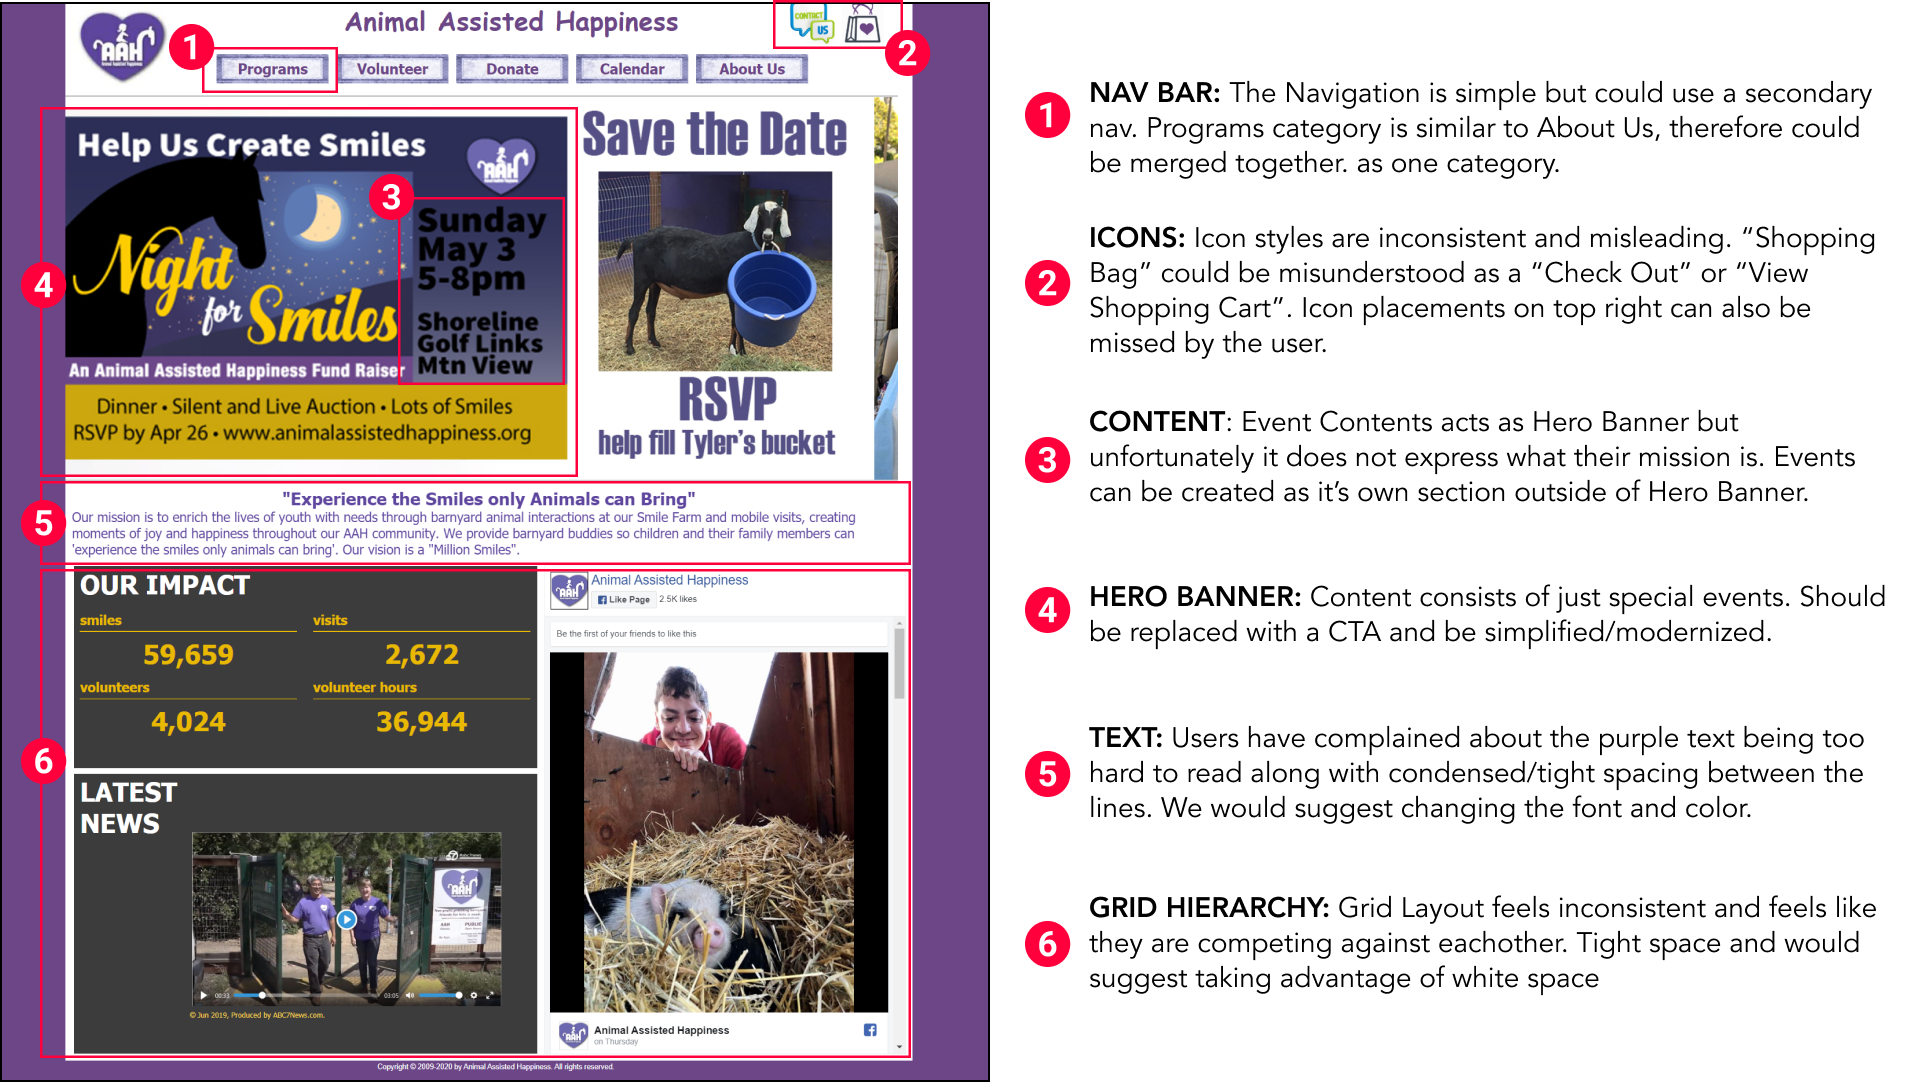 AAH
Animal Assisted Happiness
CONTACT
US
1
2
Programs
Volunteer
Donate
Calendar
About Us
Help Us Create Smiles
AAH
3
4
Night
for
Smiles
Sunday
May 3
5-8pm
Shoreline
Golf Links
Mtn View
An Animal Assisted Happiness Fund Raiser
Dinner • Silent and Live Auction • Lots of Smiles
RSVP by Apr 26 • www.animalassistedhappiness.org
Save the Date
RSVP
help fill Tyler's bucket
5
"Experience the Smiles only Animals can Bring"
Our mission is to enrich the lives of youth with needs through barnyard animal interactions at our Smile Farm and mobile visits, creating
moments of joy and happiness throughout our AAH community. We provide barnyard buddies so children and their family members can
'experience the smiles only animals can bring'. Our vision is a "Million Smiles".
6
OUR IMPACT
smiles
visits
59,659
2,672
volunteers
volunteer hours
4,024
36,944
LATEST
NEWS
AAH
00:33
03:05
© Jun 2019, Produced by ABC7News.com.
AAH
Animal Assisted Happiness
Like Page
2.5K likes
Be the first of your friends to like this
AAH
Animal Assisted Happiness
on Thursday
Copyright © 2009-2020 by Animal Assisted Happiness. All rights reserved.
1
NAV BAR: The Navigation is simple but could use a secondary
nav. Programs category is similar to About Us, therefore could
be merged together. as one category.
2
ICONS: Icon styles are inconsistent and misleading. “Shopping
Bag” could be misunderstood as a “Check Out” or “View
Shopping Cart”. Icon placements on top right can also be
missed by the user.
3
CONTENT: Event Contents acts as Hero Banner but
unfortunately it does not express what their mission is. Events
can be created as it’s own section outside of Hero Banner.
4
HERO BANNER: Content consists of just special events. Should
be replaced with a CTA and be simplified/modernized.
5
TEXT: Users have complained about the purple text being too
hard to read along with condensed/tight spacing between the
lines. We would suggest changing the font and color.
6
GRID HIERARCHY: Grid Layout feels inconsistent and feels like
they are competing against eachother. Tight space and would
suggest taking advantage of white space